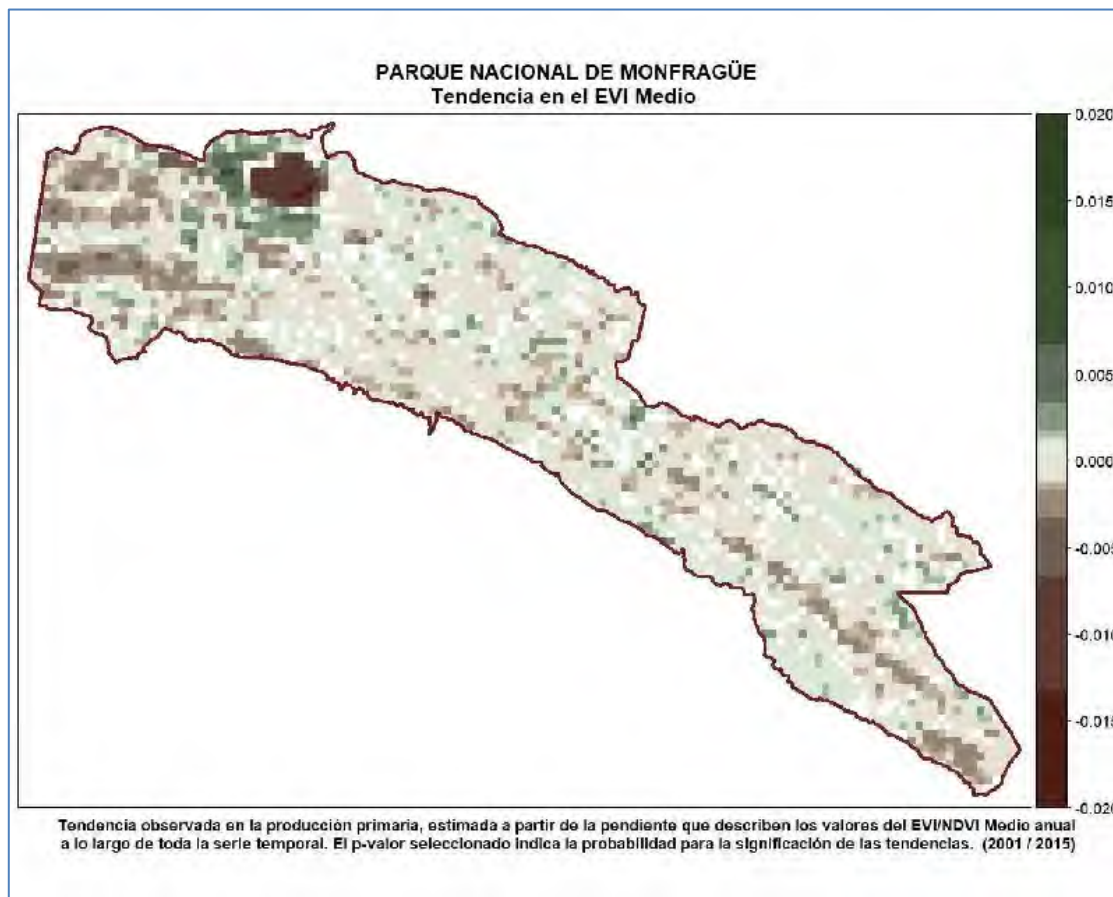 PARQUE NACIONAL DE MONFRAGÜE
Tendencia en el EVI Medio
0.020
0.015
0.010
0.005
0.000
-0.005
-0.010
-0.015
-0.020
Tendencia observada en la producción primaria, estimada a partir de la pendiente que describen los valores del EVI/NDVI Medio anual
a lo largo de toda la serie temporal. El p-valor seleccionado indica la probabilidad para la significación de las tendencias. (2001 / 2015)